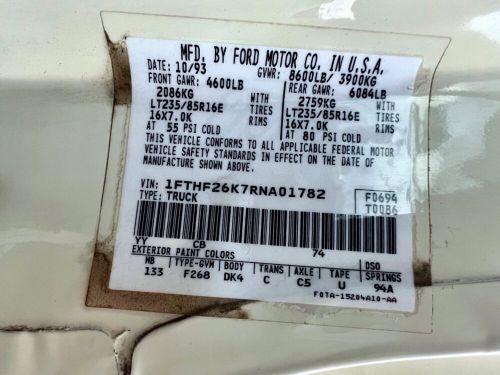 MFD. BY FORD MOTOR CO. IN U.S.A.
DATE: 10/93 GVWR: 8600LB/ 3900KG
FRONT GAWR: 4600LB REAR GAWR: 6084LB
2086KG WITH 2759KG WITH
LT235/85R16E TIRES LT235/85R16E TIRES
16X7.0K RIMS 16X7.0K RIMS
AT 55 PSI COLD AT 80 PSI COLD
THIS VEHICLE CONFORMS TO ALL APPLICABLE FEDERAL MOTOR
VEHICLE SAFETY STANDARDS IN EFFECT ON THE DATE OF
MANUFACTURE SHOWN ABOVE.
VIN: 1FTHF26K7RNA01782 F0694
TYPE: TRUCK T0086
YY CB 74
EXTERIOR PAINT COLORS DSO
WB TYPE-GVM BODY TRANS AXLE TAPE SPRINGS
133 F268 DK4 C C5 U 94A
F0TA-15204A10-AA